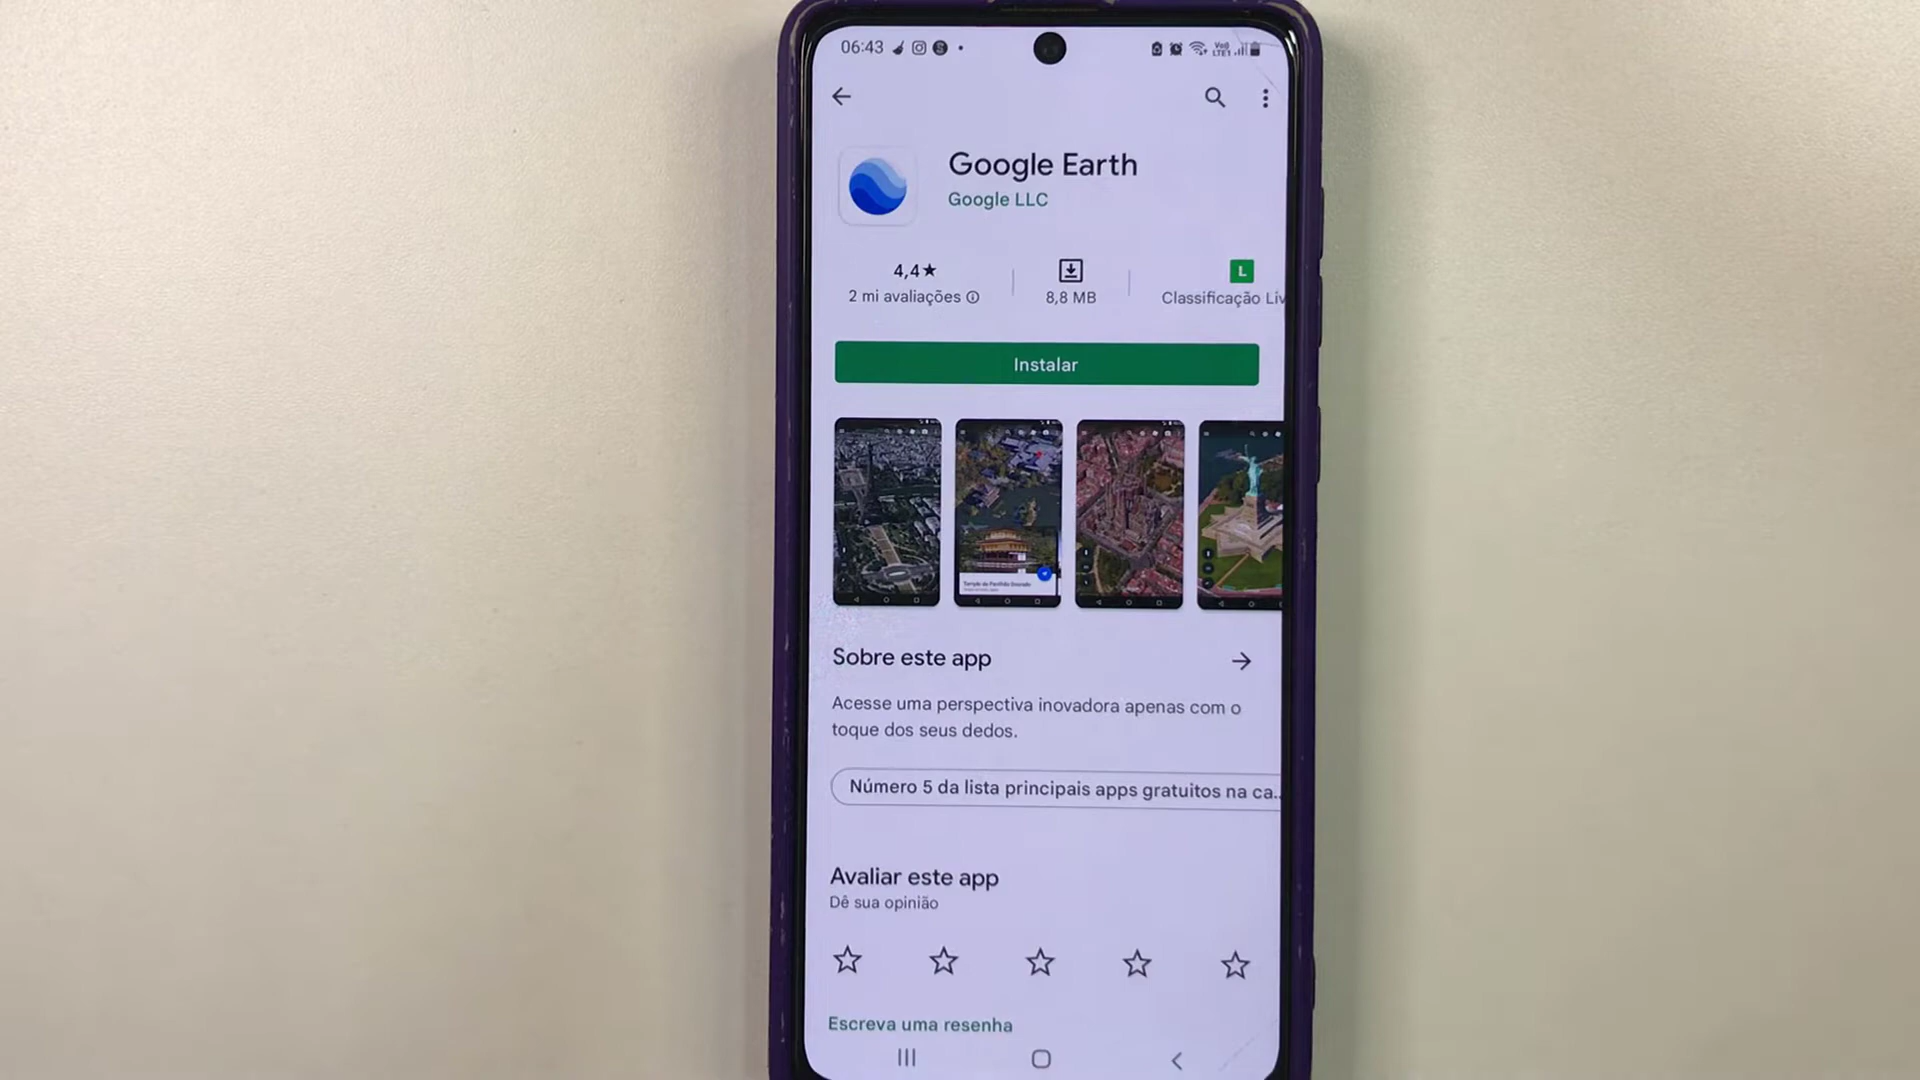 06:43
Google Earth
Google LLC
4,4★
2 mi avaliações
8,8 MB
L
Classificação Liv
Instalar
Sobre este app
Acesse uma perspectiva inovadora apenas com o
toque dos seus dedos.
Número 5 da lista principais apps gratuitos na ca..
Avaliar este app
Dê sua opinião
Escreva uma resenha